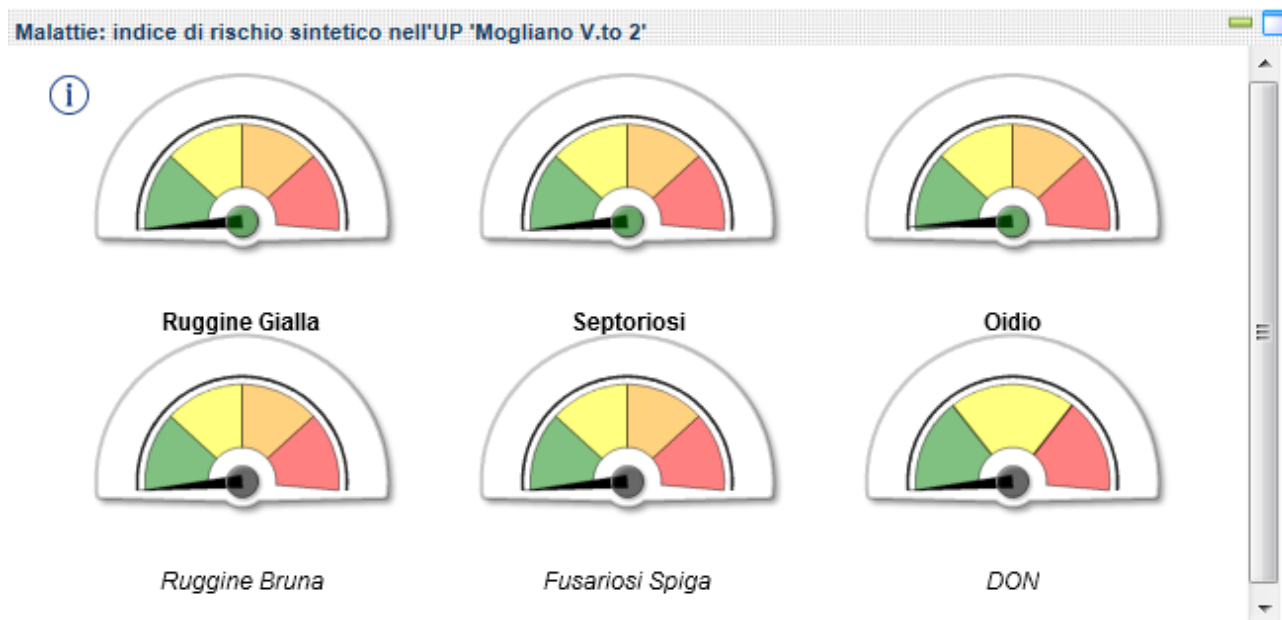 Malattie: indice di rischio sintetico nell'UP 'Mogliano V.to 2'
i
Ruggine Gialla
Septoriosi
Oidio
Ruggine Bruna
Fusariosi Spiga
DON